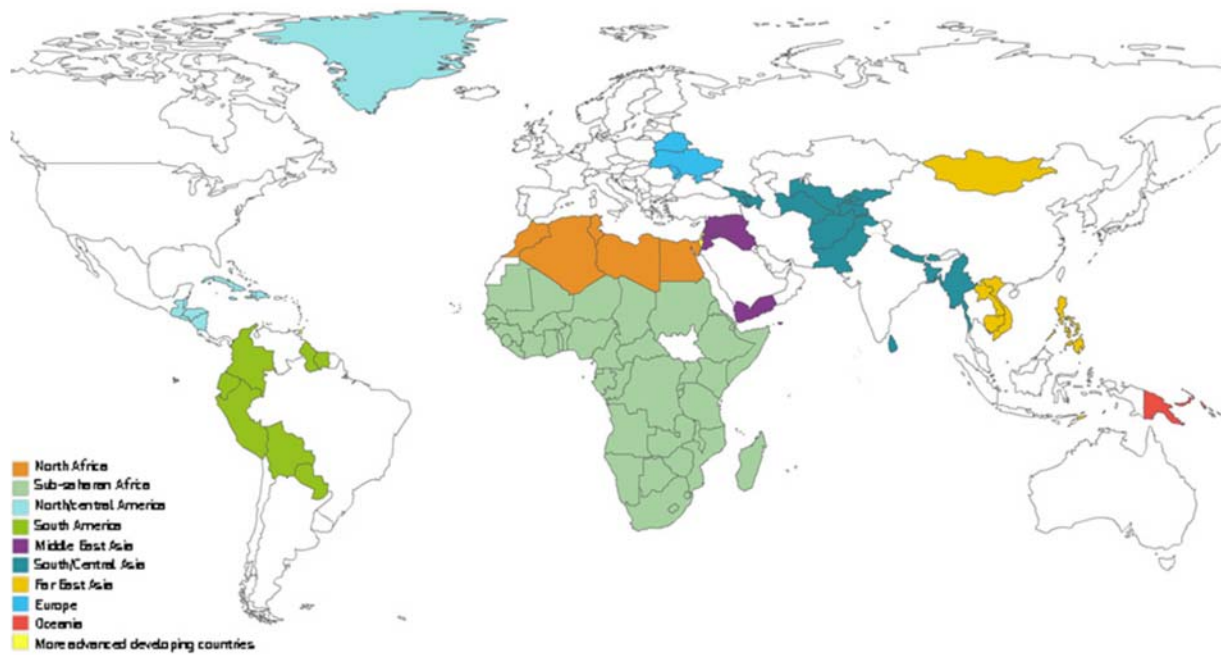 North Africa
Sub-saharan Africa
North/central America
South America
Middle East Asia
South/Central Asia
Far East Asia
Europe
Oceania
More advanced developing countries